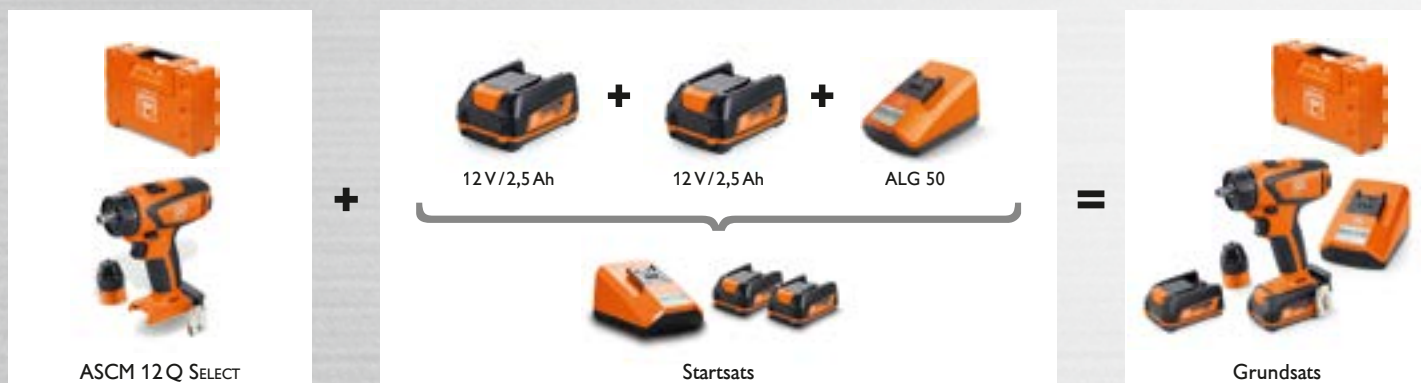 +
+
12 V / 2,5 Ah
12 V / 2,5 Ah
ALG 50
+
=
ASCM 12 Q SELECT
Startsats
Grundsats